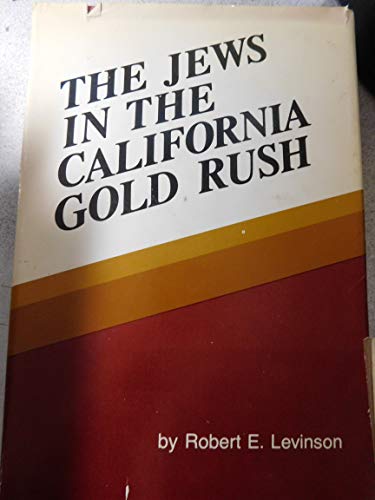 THE JEWS
IN THE
CALIFORNIA
GOLD RUSH
by Robert E. Levinson